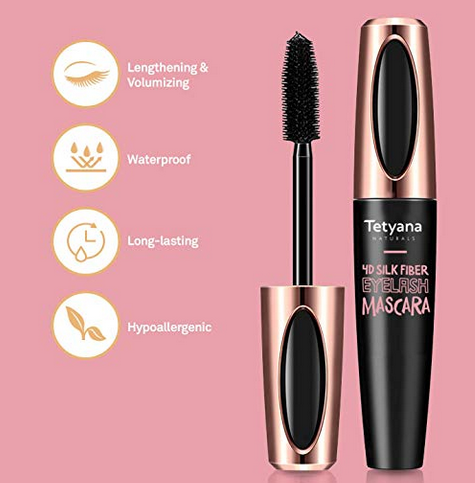 Lengthening &
Volumizing
Waterproof
Long-lasting
Hypoallergenic
Tetyana
NATURALS
4D SILK FIBER
EYELASH
MASCARA